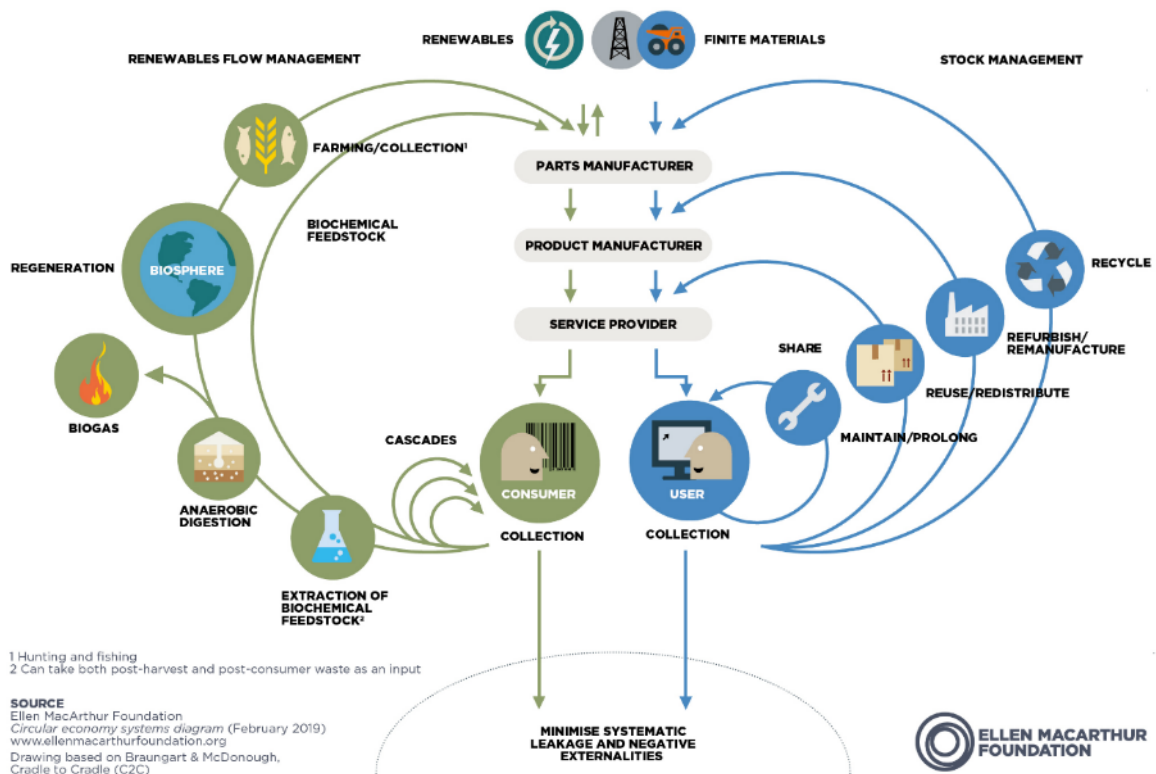 RENEWABLES
FINITE MATERIALS
RENEWABLES FLOW MANAGEMENT
STOCK MANAGEMENT
FARMING/COLLECTION¹
PARTS MANUFACTURER
BIOCHEMICAL
FEEDSTOCK
PRODUCT MANUFACTURER
REGENERATION
BIOSPHERE
RECYCLE
SERVICE PROVIDER
SHARE
REFURBISH/
REMANUFACTURE
REUSE/REDISTRIBUTE
BIOGAS
CASCADES
MAINTAIN/PROLONG
CONSUMER
USER
ANAEROBIC
DIGESTION
COLLECTION
COLLECTION
EXTRACTION OF
BIOCHEMICAL
FEEDSTOCK²
1 Hunting and fishing
2 Can take both post-harvest and post-consumer waste as an input
SOURCE
Ellen MacArthur Foundation
Circular economy systems diagram (February 2019)
www.ellenmacarthurfoundation.org
Drawing based on Braungart & McDonough,
Cradle to Cradle (C2C)
MINIMISE SYSTEMATIC
LEAKAGE AND NEGATIVE
EXTERNALITIES
ELLEN MACARTHUR
FOUNDATION